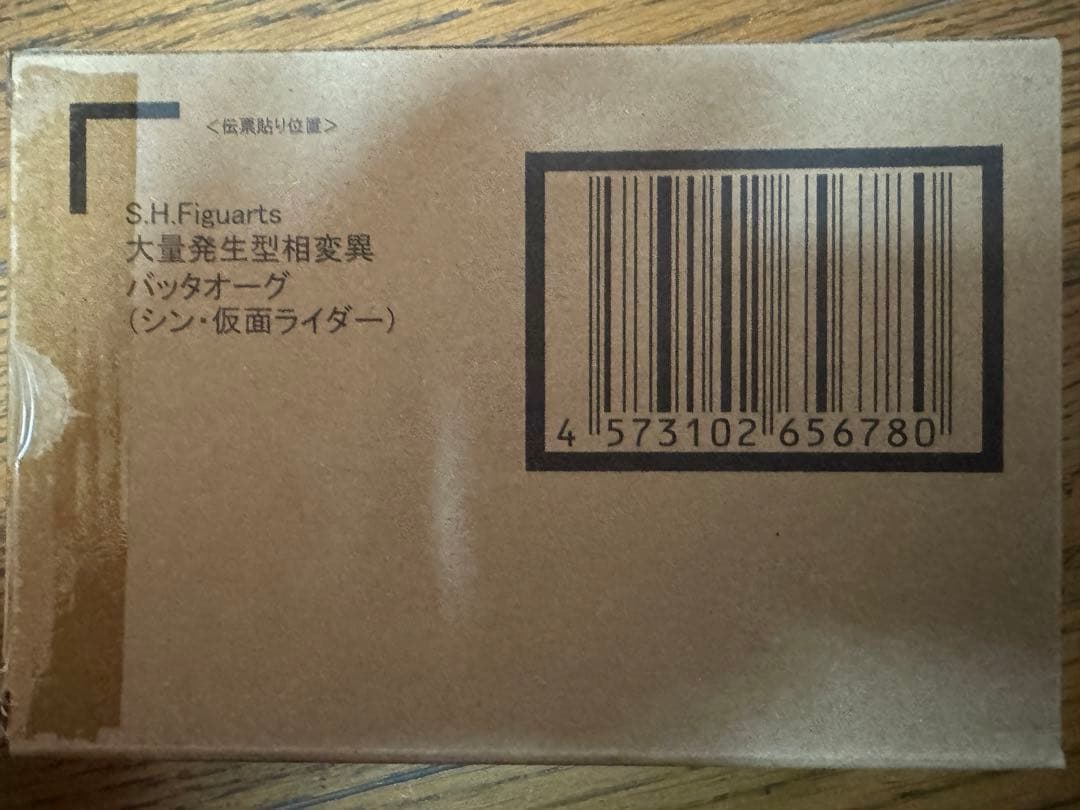 <伝票貼り位置>
S.H.Figuarts
大量発生型相変異
バッタオーグ
(シン・仮面ライダー)
4 573102 656780